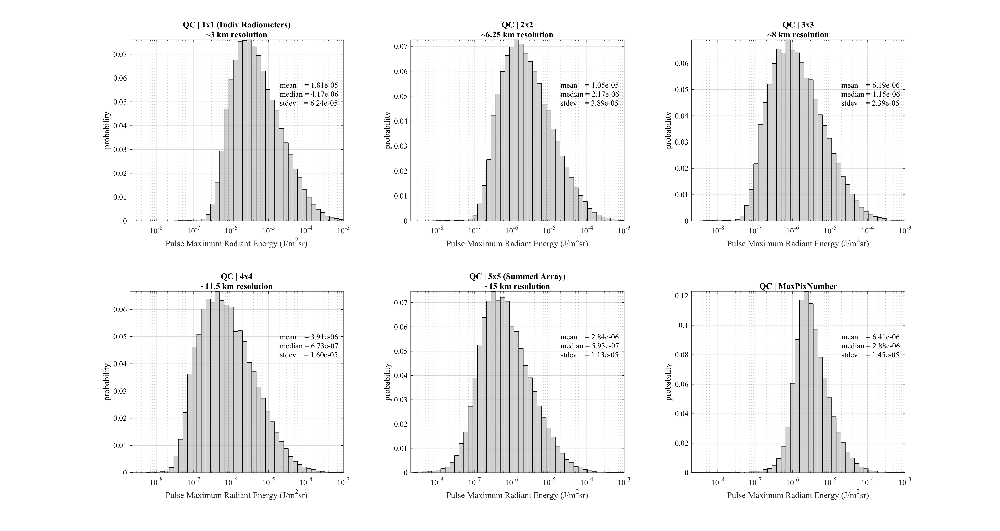 QC | 1x1 (Indiv Radiometers)
~3 km resolution
0.07
0.06
0.05
0.04
0.03
0.02
0.01
0
probability
mean = 1.81e-05
median = 4.17e-06
stdev = 6.24e-05
10^-8 10^-7 10^-6 10^-5 10^-4 10^-3
Pulse Maximum Radiant Energy (J/m^2sr)
QC | 2x2
~6.25 km resolution
0.07
0.06
0.05
0.04
0.03
0.02
0.01
0
probability
mean = 1.05e-05
median = 2.17e-06
stdev = 3.89e-05
10^-8 10^-7 10^-6 10^-5 10^-4 10^-3
Pulse Maximum Radiant Energy (J/m^2sr)
QC | 3x3
~8 km resolution
0.06
0.05
0.04
0.03
0.02
0.01
0
probability
mean = 6.19e-06
median = 1.15e-06
stdev = 2.39e-05
10^-8 10^-7 10^-6 10^-5 10^-4 10^-3
Pulse Maximum Radiant Energy (J/m^2sr)
QC | 4x4
~11.5 km resolution
0.06
0.05
0.04
0.03
0.02
0.01
0
probability
mean = 3.91e-06
median = 6.73e-07
stdev = 1.60e-05
10^-8 10^-7 10^-6 10^-5 10^-4 10^-3
Pulse Maximum Radiant Energy (J/m^2sr)
QC | 5x5 (Summed Array)
~15 km resolution
0.07
0.06
0.05
0.04
0.03
0.02
0.01
0
probability
mean = 2.84e-06
median = 5.93e-07
stdev = 1.13e-05
10^-8 10^-7 10^-6 10^-5 10^-4 10^-3
Pulse Maximum Radiant Energy (J/m^2sr)
QC | MaxPixNumber
0.12
0.1
0.08
0.06
0.04
0.02
0
probability
mean = 6.41e-06
median = 2.88e-06
stdev = 1.45e-05
10^-8 10^-7 10^-6 10^-5 10^-4 10^-3
Pulse Maximum Radiant Energy (J/m^2sr)